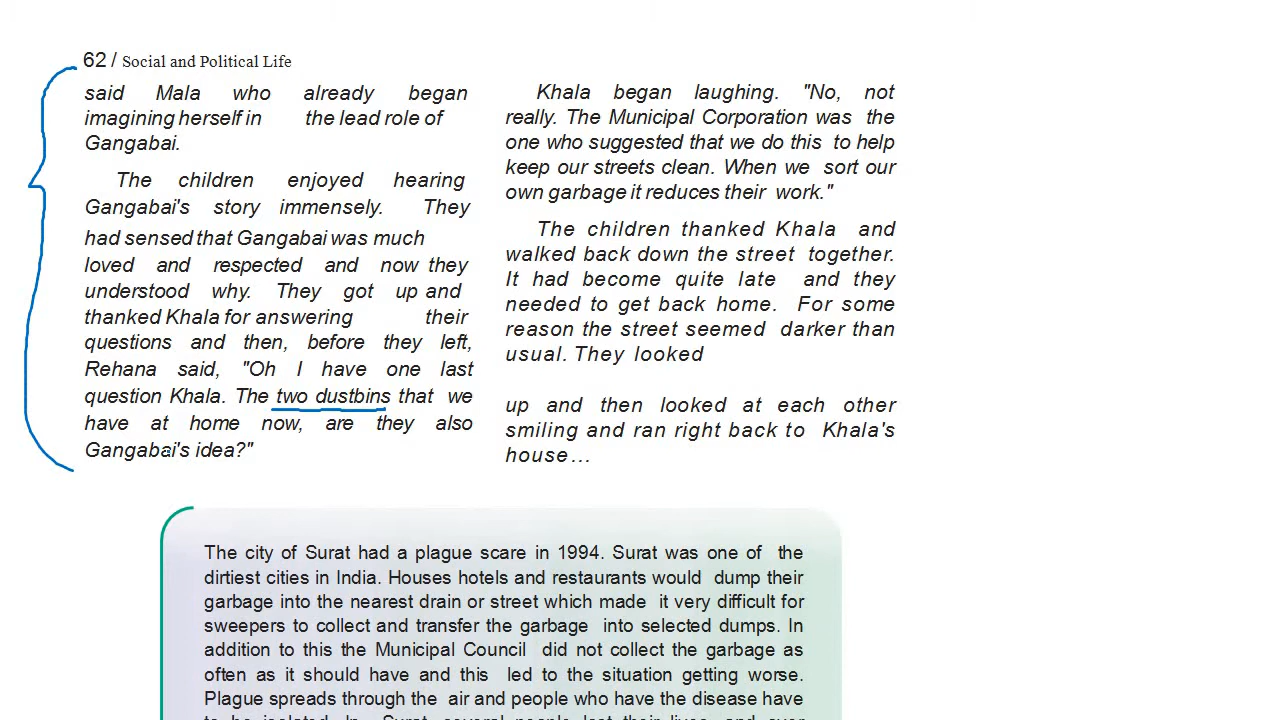 62 / Social and Political Life
said Mala who already began
imagining herself in the lead role of
Gangabai.
The children enjoyed hearing
Gangabai's story immensely. They
had sensed that Gangabai was much
loved and respected and now they
understood why. They got up and
thanked Khala for answering their
questions and then, before they left,
Rehana said, "Oh I have one last
question Khala. The two dustbins that we
have at home now, are they also
Gangabai's idea?"
Khala began laughing. "No, not
really. The Municipal Corporation was the
one who suggested that we do this to help
keep our streets clean. When we sort our
own garbage it reduces their work."
The children thanked Khala and
walked back down the street together.
It had become quite late and they
needed to get back home. For some
reason the street seemed darker than
usual. They looked
up and then looked at each other
smiling and ran right back to Khala's
house…
The city of Surat had a plague scare in 1994. Surat was one of the
dirtiest cities in India. Houses hotels and restaurants would dump their
garbage into the nearest drain or street which made it very difficult for
sweepers to collect and transfer the garbage into selected dumps. In
addition to this the Municipal Council did not collect the garbage as
often as it should have and this led to the situation getting worse.
Plague spreads through the air and people who have the disease have
to be isolated. In Surat, several people lost their lives, and over